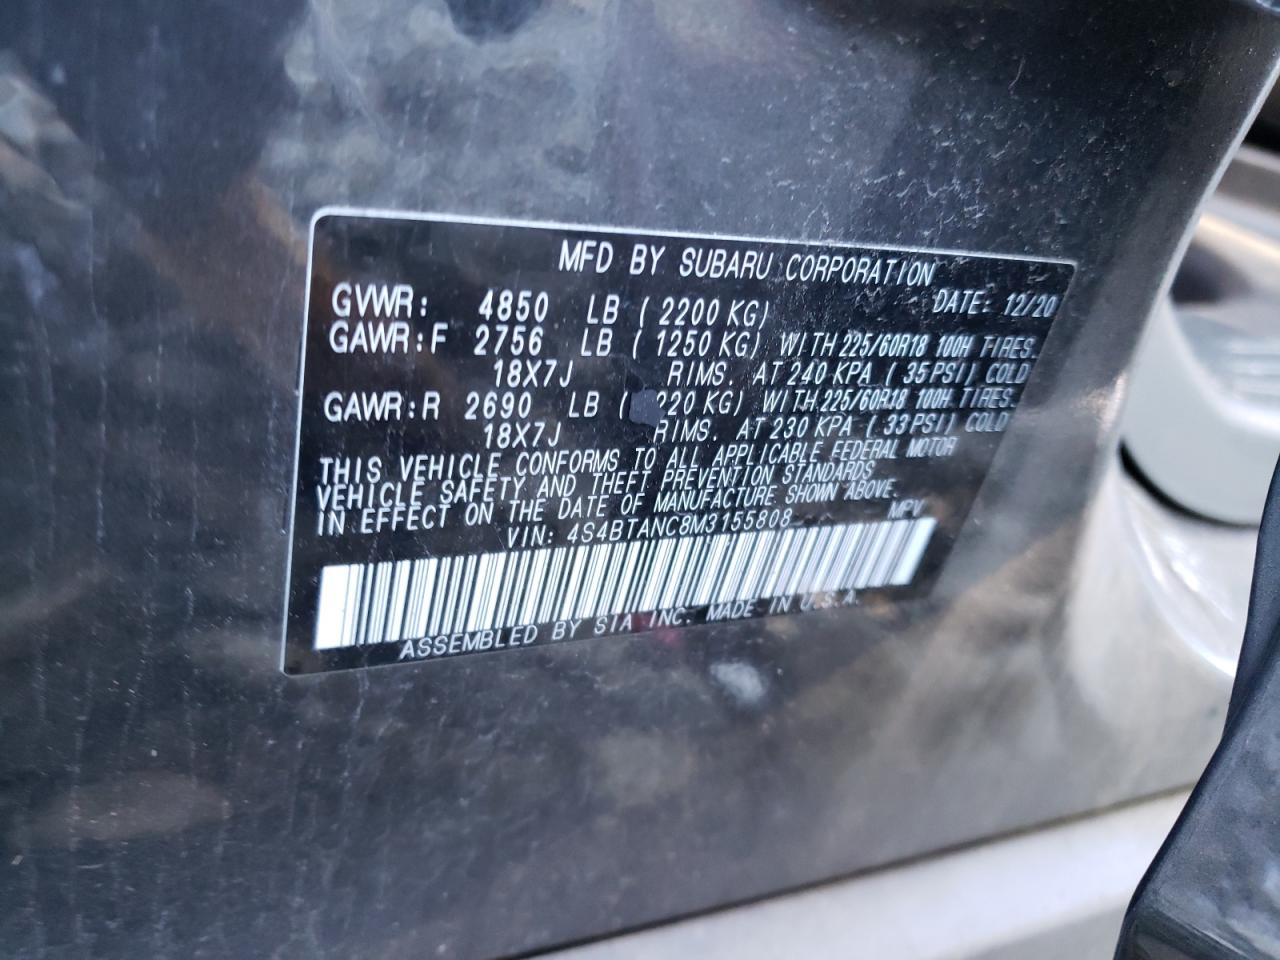 MFD BY SUBARU CORPORATION
GVWR: 4850 LB ( 2200 KG) DATE: 12/20
GAWR:F 2756 LB ( 1250 KG) WITH 225/60R18 100H TIRES.
18X7J RIMS. AT 240 KPA ( 35 PSI) COLD
GAWR:R 2690 LB ( 220 KG) WITH 225/60R18 100H TIRES.
18X7J RIMS. AT 230 KPA ( 33 PSI) COLD
THIS VEHICLE CONFORMS TO ALL APPLICABLE FEDERAL MOTOR
VEHICLE SAFETY AND THEFT PREVENTION STANDARDS
IN EFFECT ON THE DATE OF MANUFACTURE SHOWN ABOVE.
VIN: 4S4BTANC8M3155808 MPV
ASSEMBLED BY SIA INC. MADE IN U.S.A.